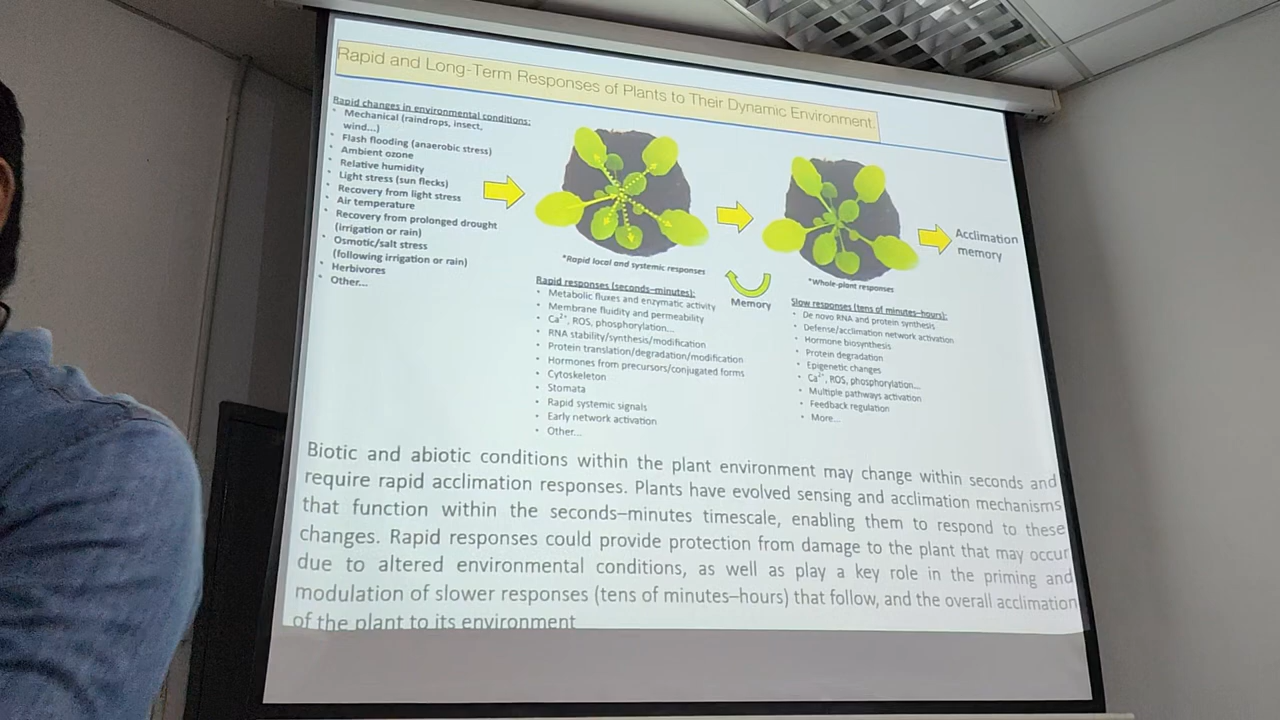 Rapid and Long-Term Responses of Plants to Their Dynamic Environment.
Rapid changes in environmental conditions:
• Mechanical (raindrops, insect,
wind...)
• Flash flooding (anaerobic stress)
• Ambient ozone
• Relative humidity
• Light stress (sun flecks)
• Recovery from light stress
• Air temperature
• Recovery from prolonged drought
(irrigation or rain)
• Osmotic/salt stress
(following irrigation or rain)
• Herbivores
• Other...
*Rapid local and systemic responses
Rapid responses (seconds–minutes):
• Metabolic fluxes and enzymatic activity
• Membrane fluidity and permeability
• Ca²⁺, ROS, phosphorylation...
• RNA stability/synthesis/modification
• Protein translation/degradation/modification
• Hormones from precursors/conjugated forms
• Cytoskeleton
• Stomata
• Rapid systemic signals
• Early network activation
• Other...
Memory
*Whole-plant responses
Slow responses (tens of minutes–hours):
• De novo RNA and protein synthesis
• Defense/acclimation network activation
• Hormone biosynthesis
• Protein degradation
• Epigenetic changes
• Ca²⁺, ROS, phosphorylation...
• Multiple pathways activation
• Feedback regulation
• More...
Acclimation
memory
Biotic and abiotic conditions within the plant environment may change within seconds and
require rapid acclimation responses. Plants have evolved sensing and acclimation mechanisms
that function within the seconds–minutes timescale, enabling them to respond to these
changes. Rapid responses could provide protection from damage to the plant that may occur
due to altered environmental conditions, as well as play a key role in the priming and
modulation of slower responses (tens of minutes–hours) that follow, and the overall acclimation
of the plant to its environment